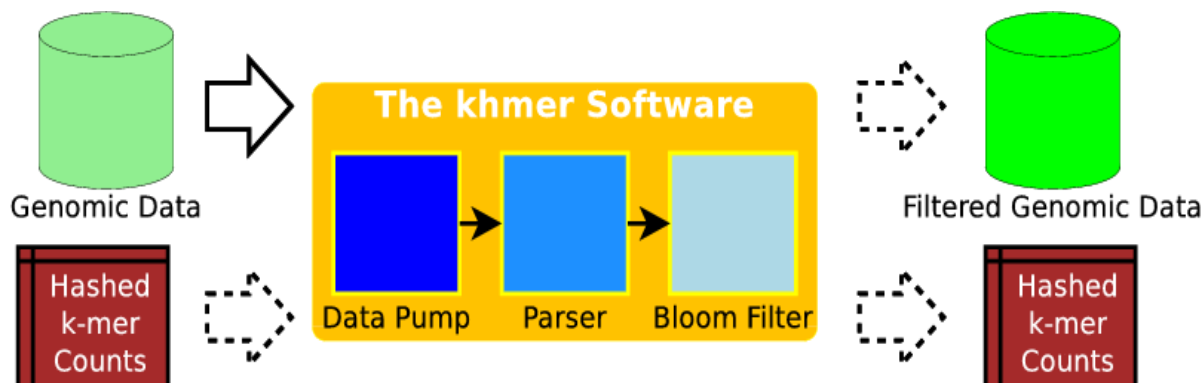 The khmer Software
Genomic Data
Filtered Genomic Data
Hashed
k-mer
Counts
Data Pump
Parser
Bloom Filter
Hashed
k-mer
Counts